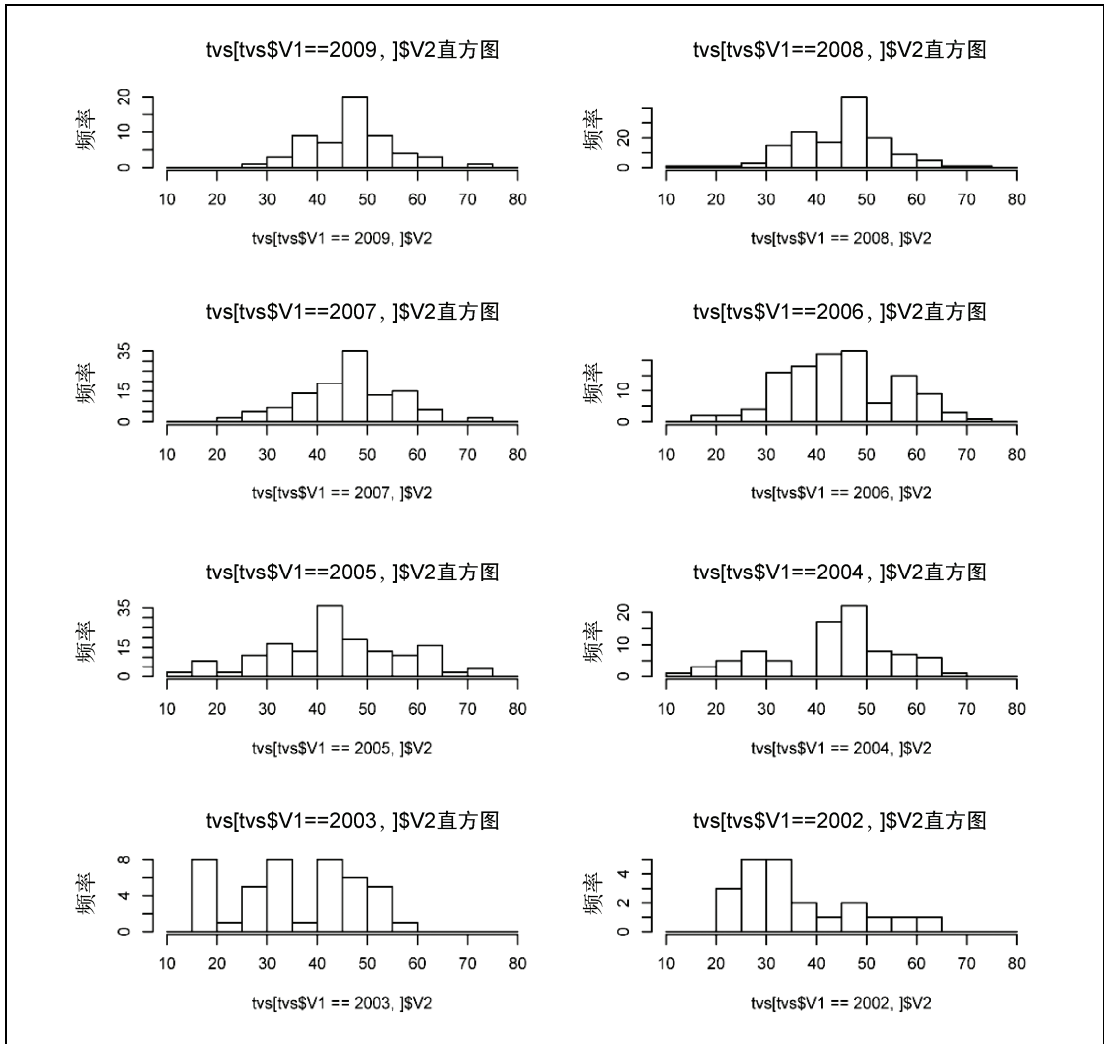 tvs[tvs$V1==2009，]$V2直方图
频率
0 10 20
10 20 30 40 50 60 70 80
tvs[tvs$V1 == 2009, ]$V2
tvs[tvs$V1==2008，]$V2直方图
频率
0 20
10 20 30 40 50 60 70 80
tvs[tvs$V1 == 2008, ]$V2
tvs[tvs$V1==2007，]$V2直方图
频率
0 15 35
10 20 30 40 50 60 70 80
tvs[tvs$V1 == 2007, ]$V2
tvs[tvs$V1==2006，]$V2直方图
频率
0 10
10 20 30 40 50 60 70 80
tvs[tvs$V1 == 2006, ]$V2
tvs[tvs$V1==2005，]$V2直方图
频率
0 15 35
10 20 30 40 50 60 70 80
tvs[tvs$V1 == 2005, ]$V2
tvs[tvs$V1==2004，]$V2直方图
频率
0 10 20
10 20 30 40 50 60 70 80
tvs[tvs$V1 == 2004, ]$V2
tvs[tvs$V1==2003，]$V2直方图
频率
0 4 8
10 20 30 40 50 60 70 80
tvs[tvs$V1 == 2003, ]$V2
tvs[tvs$V1==2002，]$V2直方图
频率
0 2 4
10 20 30 40 50 60 70 80
tvs[tvs$V1 == 2002, ]$V2